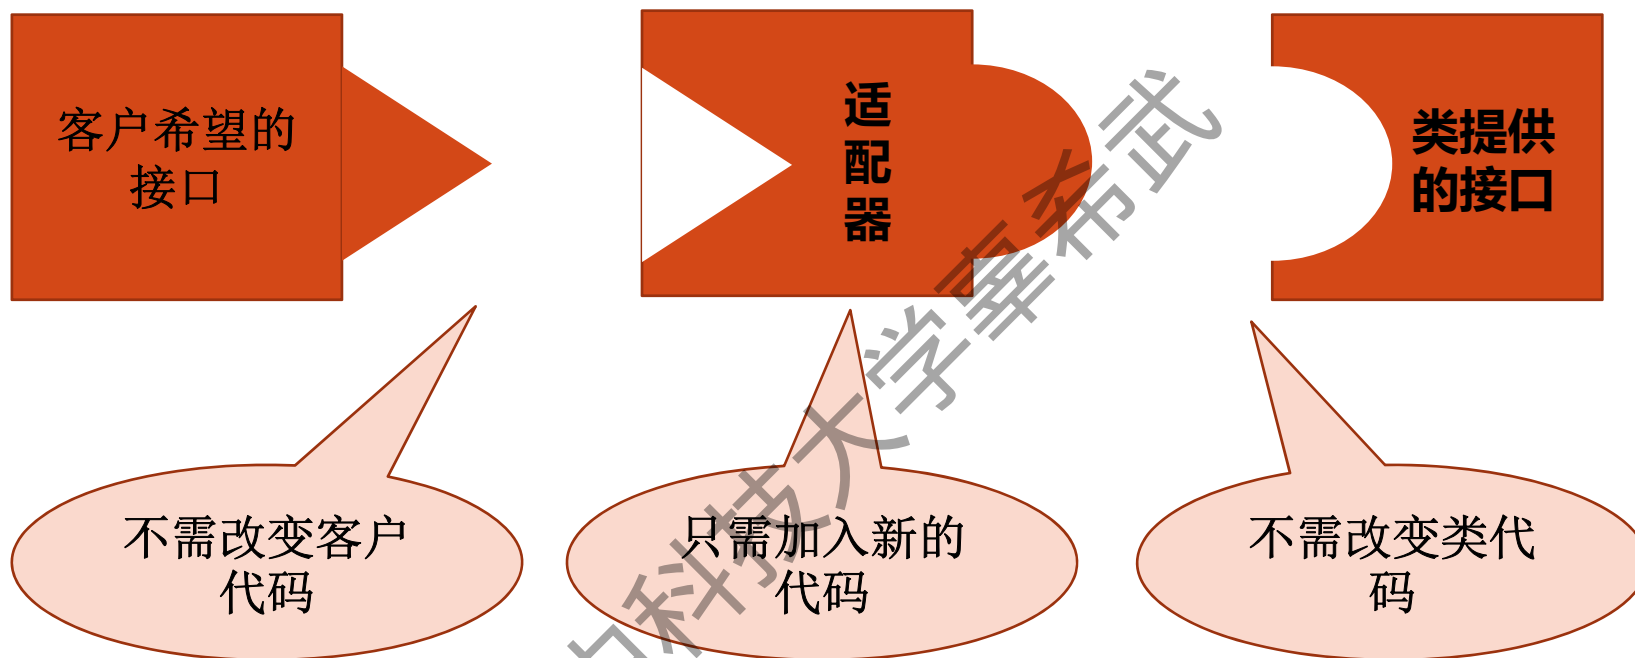 客户希望的
接口
适
配
器
类提供
的接口
不需改变客户
代码
只需加入新的
代码
不需改变类代
码
科技大学辜希武